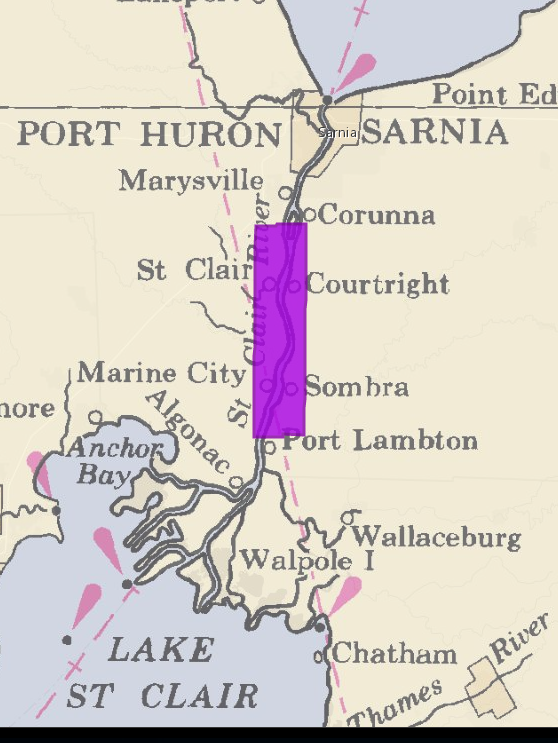 Point Ed
PORT HURON
Sarnia
SARNIA
Marysville
Corunna
St Clair River
St Clair
Courtright
Marine City
Sombra
more
Algonac
Anchor
Bay
Port Lambton
Wallaceburg
Walpole I
LAKE
ST CLAIR
Chatham
Thames River